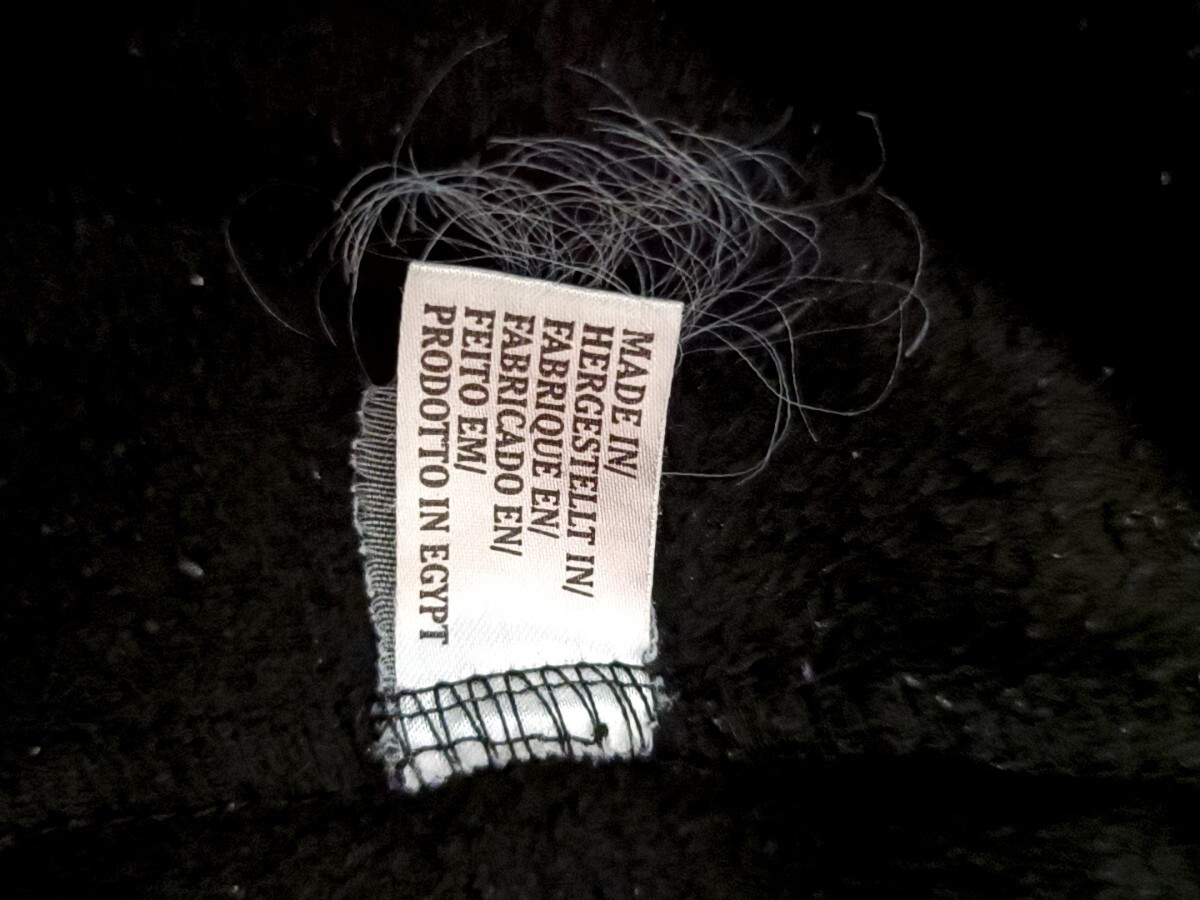 MADE IN/
HERGESTELLT IN/
FABRIQUE EN/
FABRICADO EN/
FEITO EM/
PRODOTTO IN EGYPT